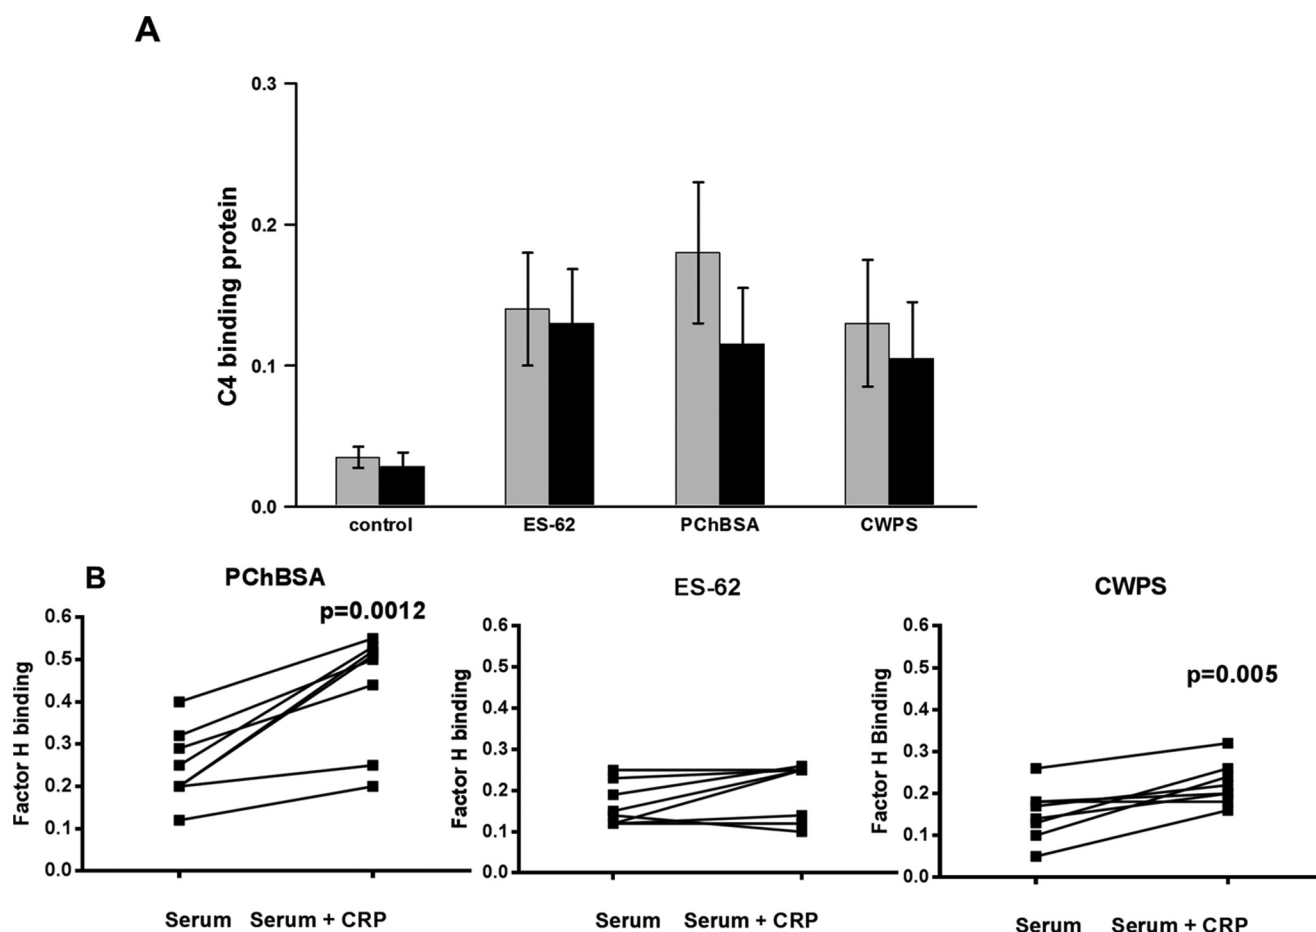 A
0.3
0.2
0.1
0.0
C4 binding protein
control ES-62 PChBSA CWPS
B
PChBSA
p=0.0012
0.6
0.5
0.4
0.3
0.2
0.1
0.0
Factor H binding
Serum Serum + CRP
ES-62
0.6
0.5
0.4
0.3
0.2
0.1
0.0
Factor H binding
Serum Serum + CRP
CWPS
p=0.005
0.6
0.5
0.4
0.3
0.2
0.1
0.0
Factor H Binding
Serum Serum + CRP